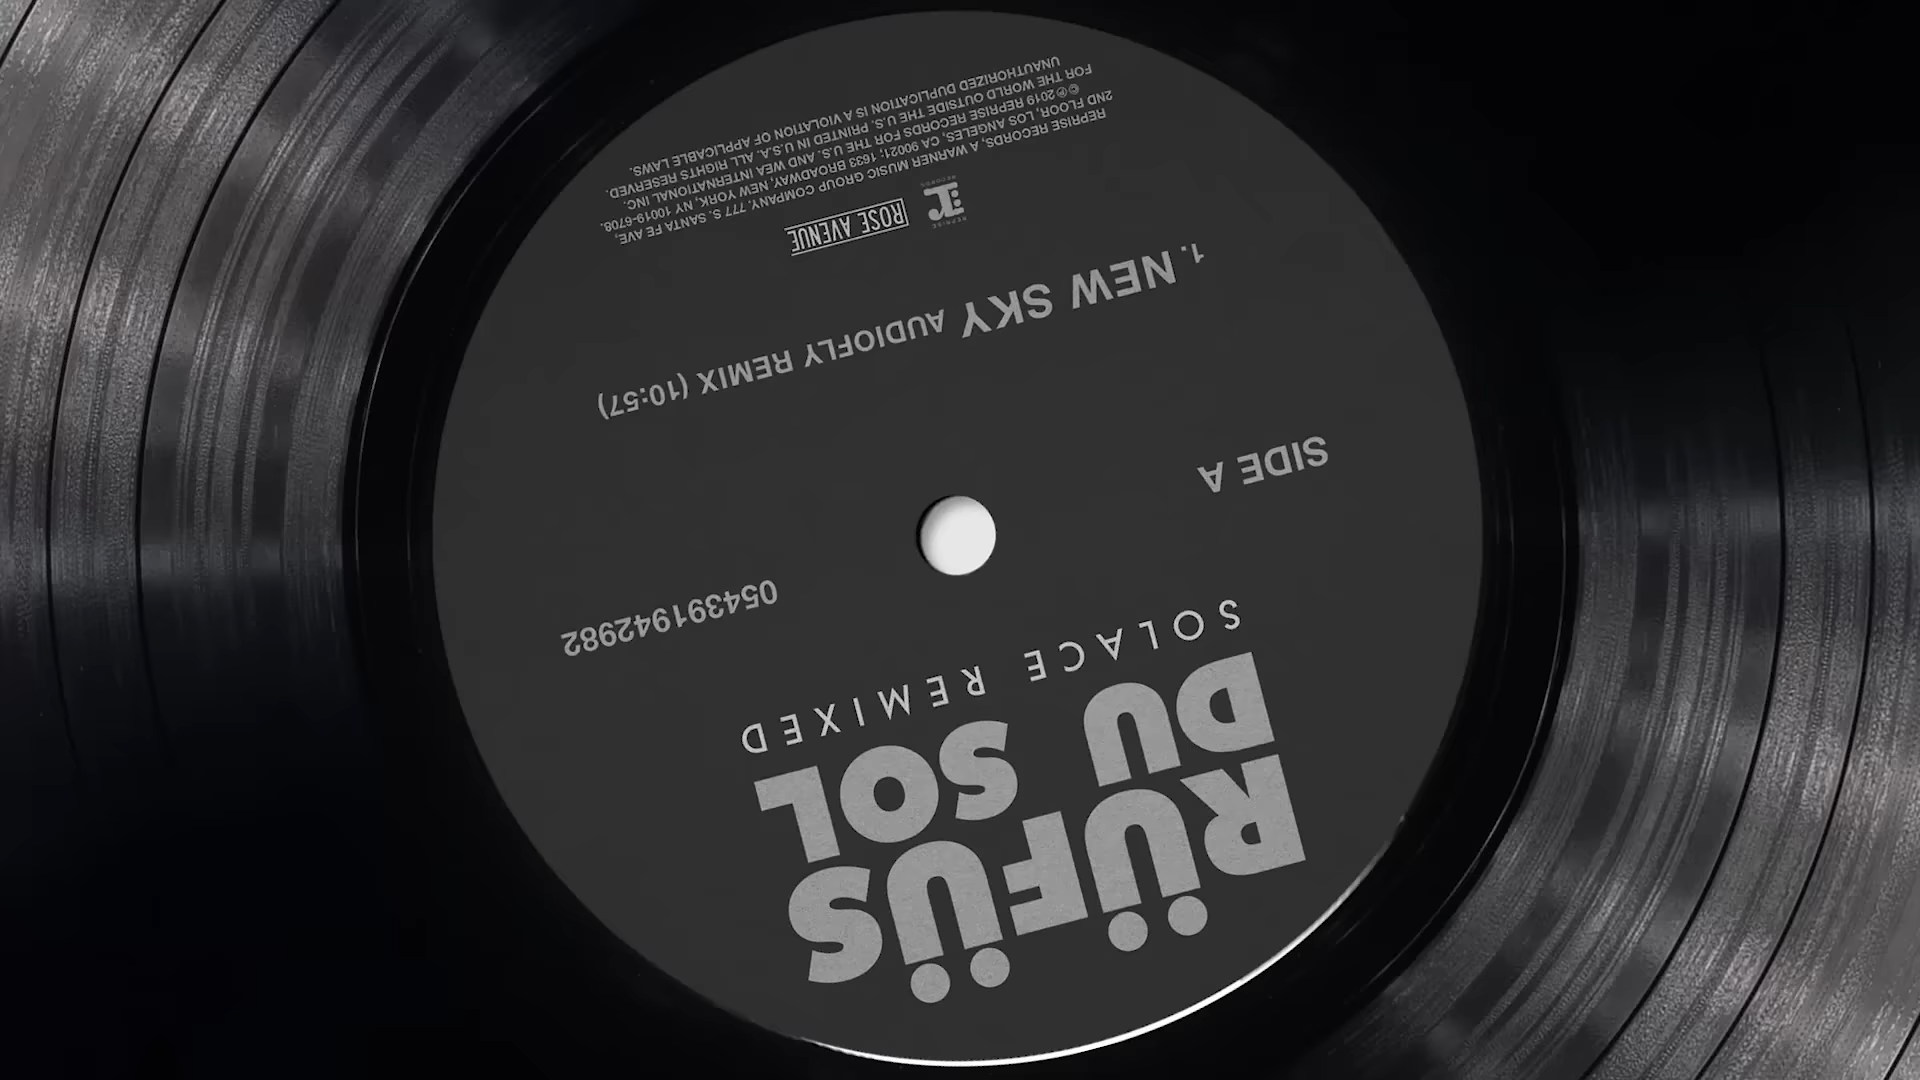 RÜFÜS
DU SOL
SOLACE REMIXED
054391942982
SIDE A
1. NEW SKY AUDIOFLY REMIX (10:57)
ROSE AVENUE
REPRISE
RECORDS
REPRISE RECORDS, A WARNER MUSIC GROUP COMPANY. 777 S. SANTA FE AVE,
2ND FLOOR, LOS ANGELES, CA 90021; 1633 BROADWAY, NEW YORK, NY 10019-6708.
©℗ 2019 REPRISE RECORDS FOR THE U.S. AND WEA INTERNATIONAL INC.
FOR THE WORLD OUTSIDE THE U.S. PRINTED IN U.S.A. ALL RIGHTS RESERVED.
UNAUTHORIZED DUPLICATION IS A VIOLATION OF APPLICABLE LAWS.